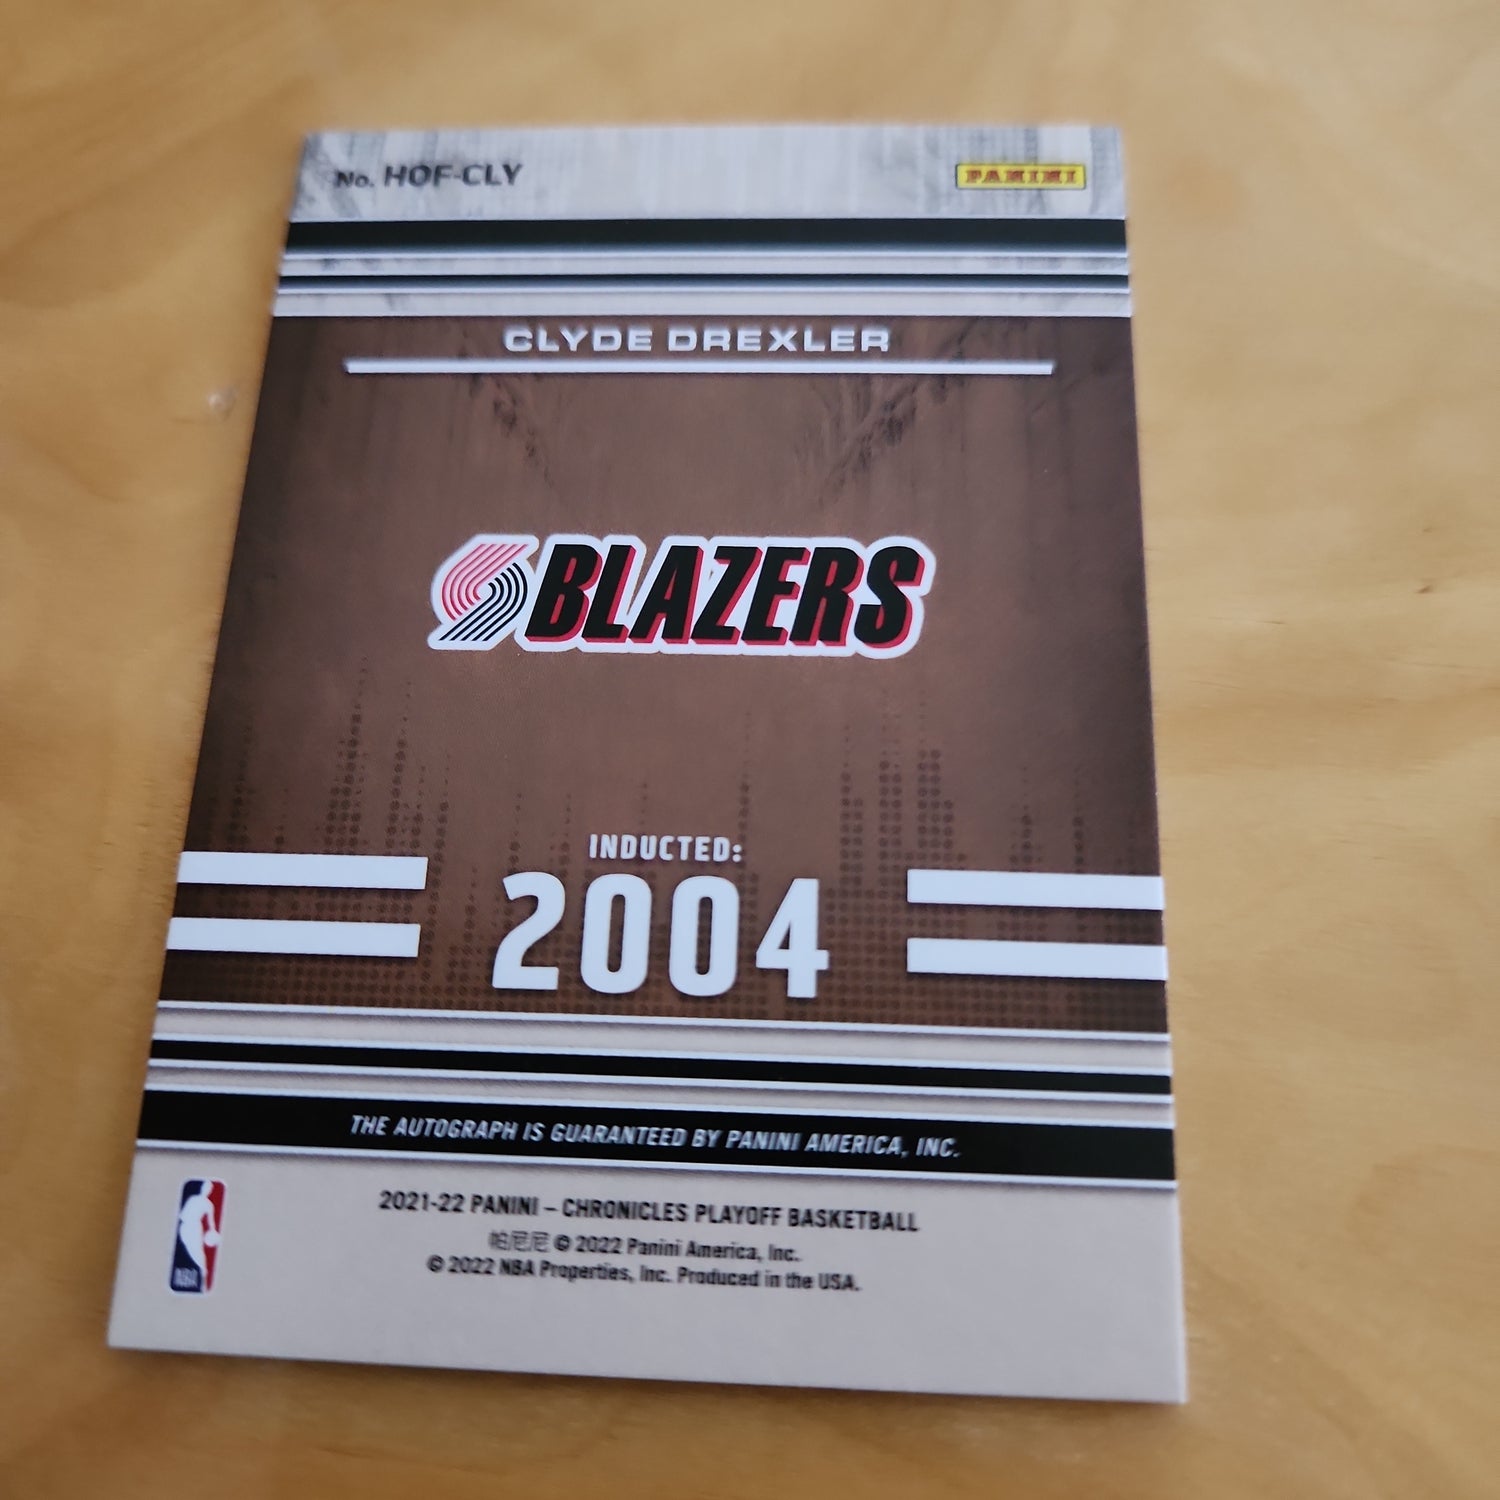 No. HOF-CLY
PANINI
CLYDE DREXLER
BLAZERS
INDUCTED:
2004
THE AUTOGRAPH IS GUARANTEED BY PANINI AMERICA, INC.
2021-22 PANINI – CHRONICLES PLAYOFF BASKETBALL
帕尼尼 © 2022 Panini America, Inc.
© 2022 NBA Properties, Inc. Produced in the USA.
NBA